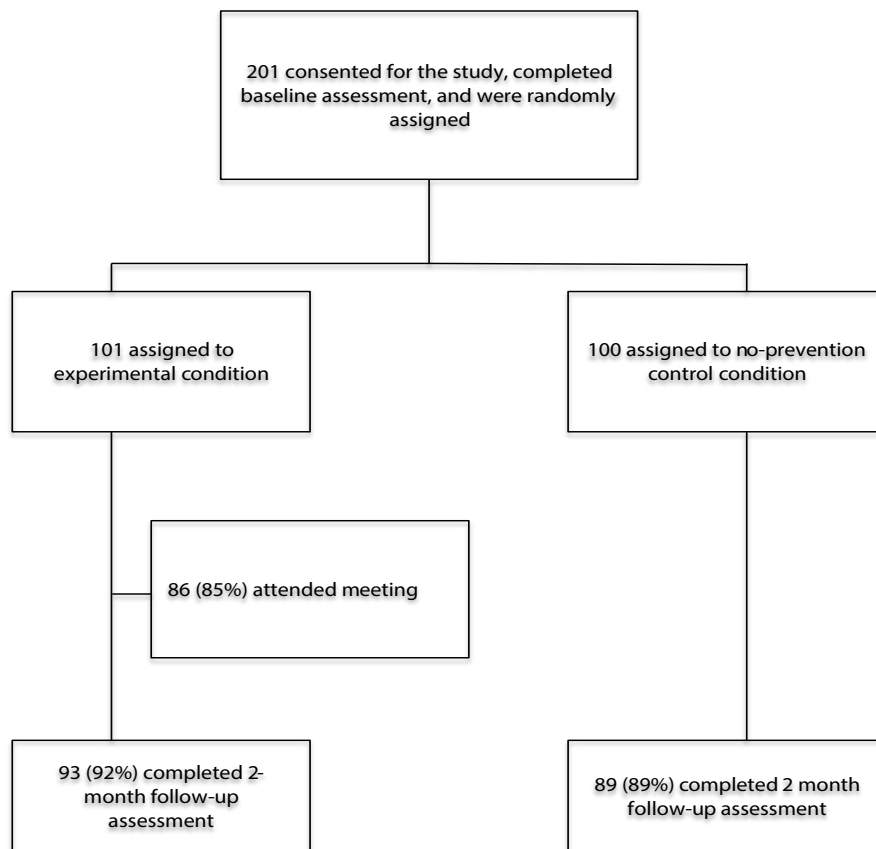 201 consented for the study, completed
baseline assessment, and were randomly
assigned
101 assigned to
experimental condition
100 assigned to no-prevention
control condition
86 (85%) attended meeting
93 (92%) completed 2-
month follow-up
assessment
89 (89%) completed 2 month
follow-up assessment